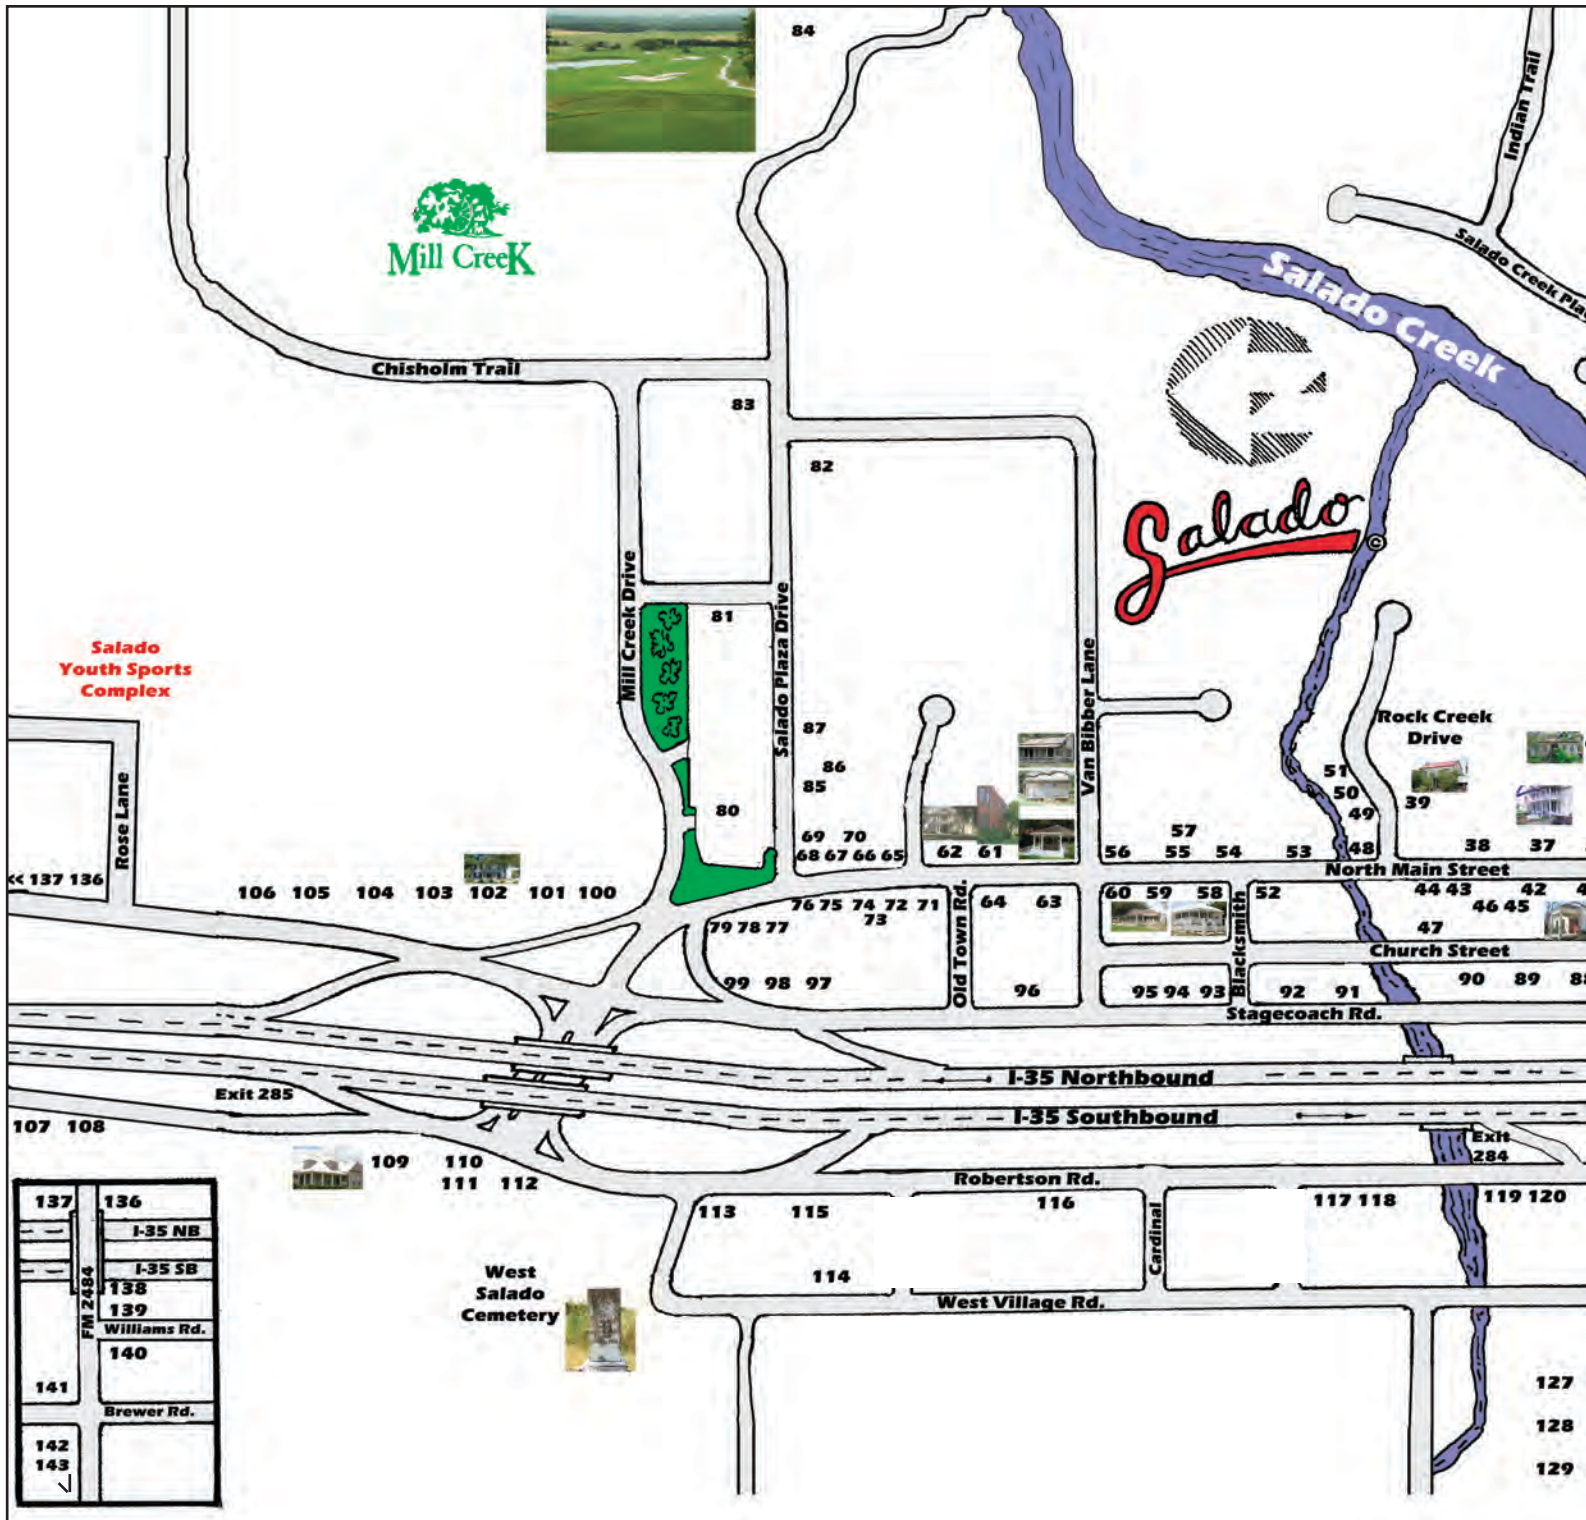 84
Indian Trail
Mill Creek
Salado Creek Pla
Salado Creek
Chisholm Trail
83
82
Salado
©
Mill Creek Drive
Salado Plaza Drive
81
Van Bibber Lane
Salado
Youth Sports
Complex
Rock Creek
Drive
87
86
85
51
50
49
39
Rose Lane
80
69 70
68 67 66 65
62 61
57
56 55 54 53 48
38 37
North Main Street
<< 137 136
106 105 104 103 102 101 100
76 75 74 72 71
73
79 78 77
Old Town Rd.
64 63
60 59 58
Blacksmith
52
44 43 42 4
46 45
47
Church Street
99 98 97
96
95 94 93
92 91
90 89 88
Stagecoach Rd.
I-35 Northbound
Exit 285
I-35 Southbound
107 108
Exit
284
109 110
111 112
Robertson Rd.
137 136
113 115
116
Cardinal
117 118
119 120
I-35 NB
I-35 SB
FM 2484
138
139
Williams Rd.
140
141
Brewer Rd.
142
143
West
Salado
Cemetery
114
West Village Rd.
127
128
129